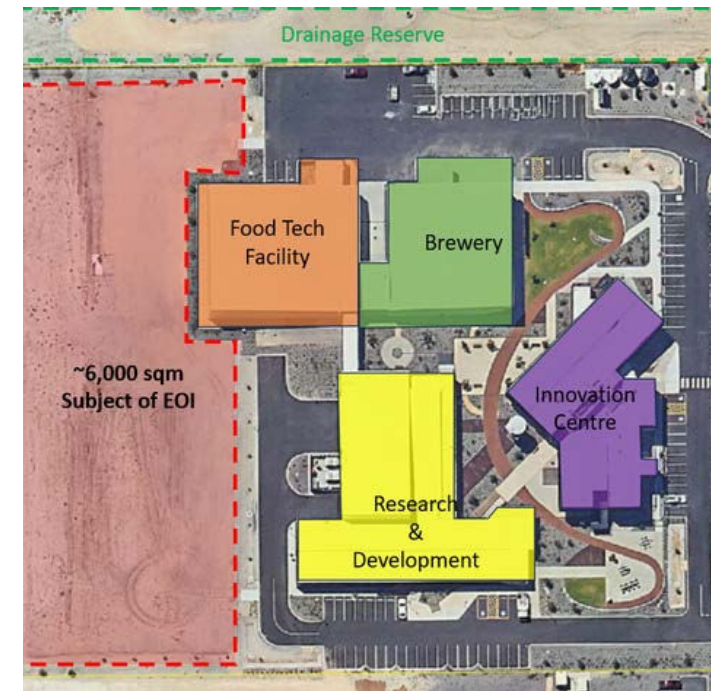 Drainage Reserve
Food Tech
Facility
Brewery
~6,000 sqm
Subject of EOI
Innovation
Centre
Research
&
Development